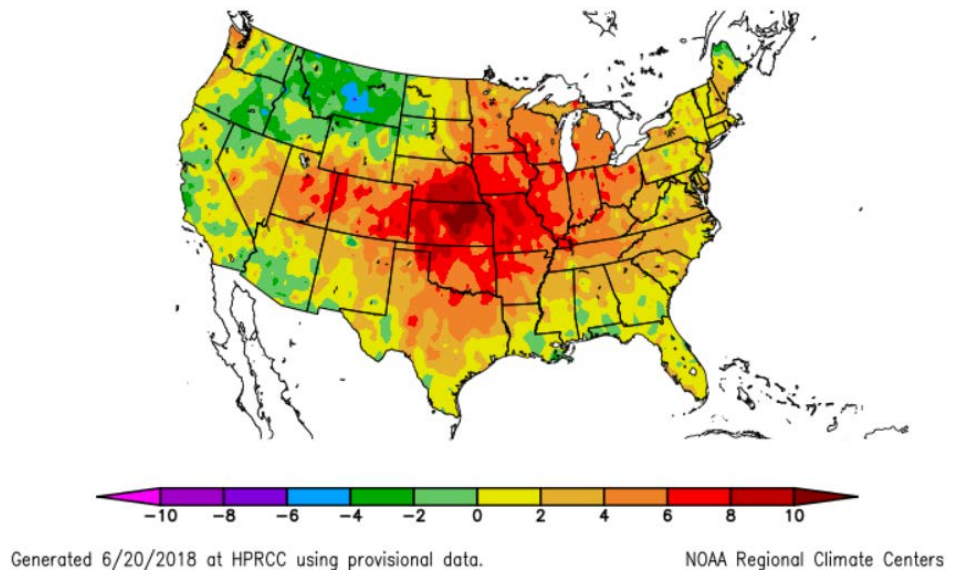 -10 -8 -6 -4 -2 0 2 4 6 8 10
Generated 6/20/2018 at HPRCC using provisional data. NOAA Regional Climate Centers